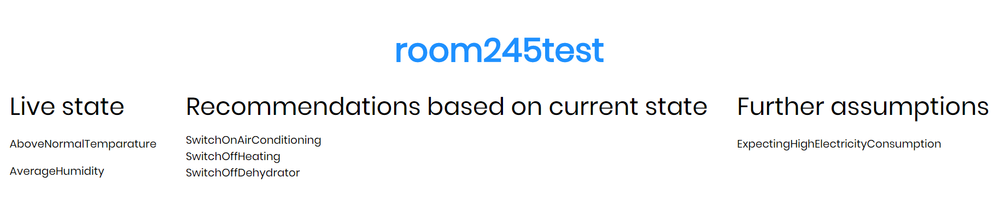 room245test
Live state
AboveNormalTemparature
AverageHumidity
Recommendations based on current state
SwitchOnAirConditioning
SwitchOffHeating
SwitchOffDehydrator
Further assumptions
ExpectingHighElectricityConsumption